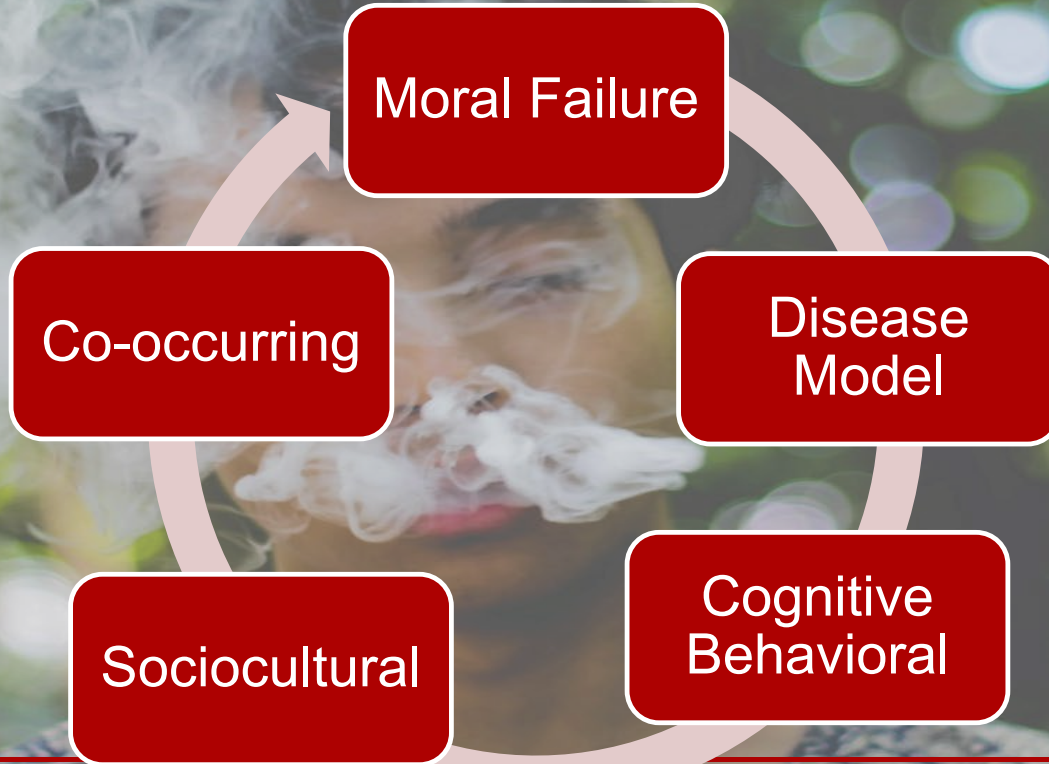 Moral Failure
Disease
Model
Cognitive
Behavioral
Sociocultural
Co-occurring